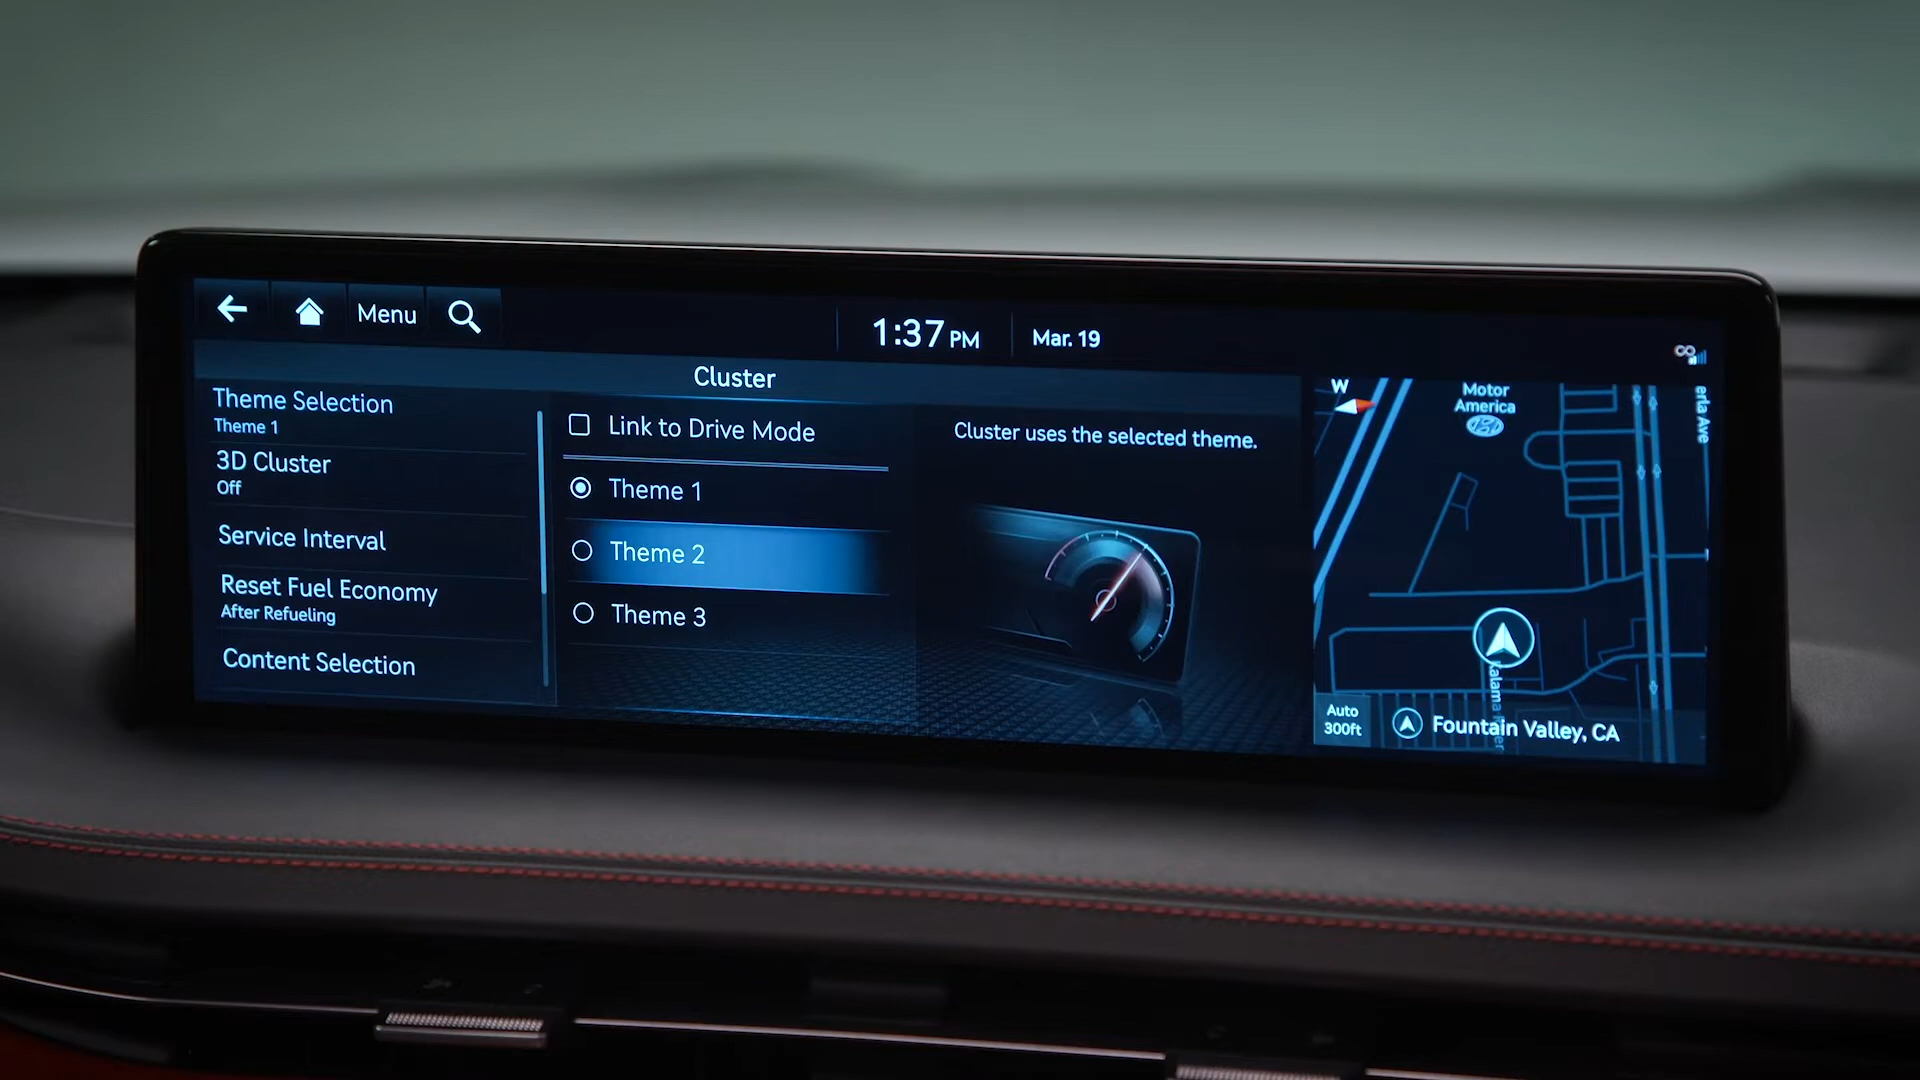 Menu
1:37 PM
Mar. 19
Cluster
Theme Selection
Theme 1
3D Cluster
Off
Service Interval
Reset Fuel Economy
After Refueling
Content Selection
Link to Drive Mode
Theme 1
Theme 2
Theme 3
Cluster uses the selected theme.
W
Motor
America
Auto
300ft
Fountain Valley, CA